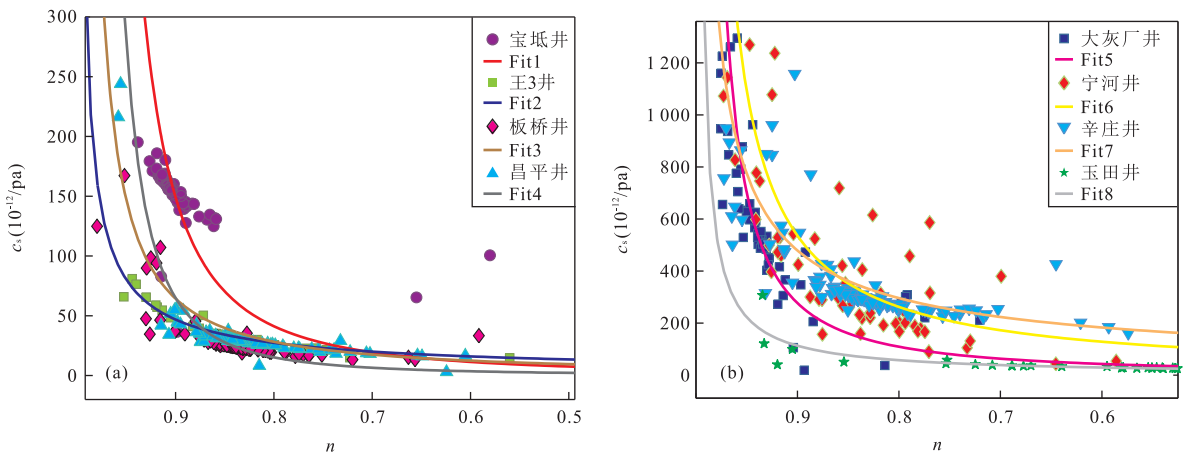 300
250
200
150
100
50
0
cₛ(10⁻¹²/pa)
0.9
0.8
0.7
0.6
0.5
n
(a)
宝坻井
Fit1
王3井
Fit2
板桥井
Fit3
昌平井
Fit4
1 200
1 000
800
600
400
200
0
cₛ(10⁻¹²/pa)
0.9
0.8
0.7
0.6
n
(b)
大灰厂井
Fit5
宁河井
Fit6
辛庄井
Fit7
玉田井
Fit8